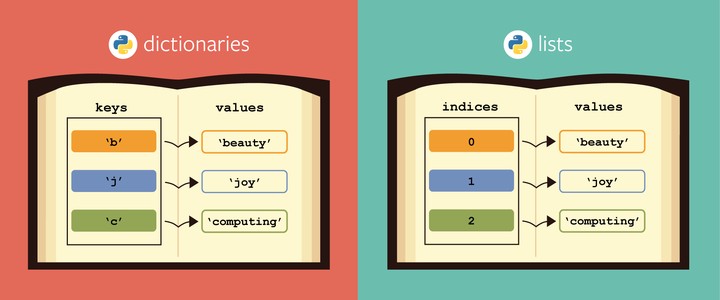 dictionaries
keys values
‘b’ ‘beauty’
‘j’ ‘joy’
‘c’ ‘computing’
lists
indices values
0 ‘beauty’
1 ‘joy’
2 ‘computing’